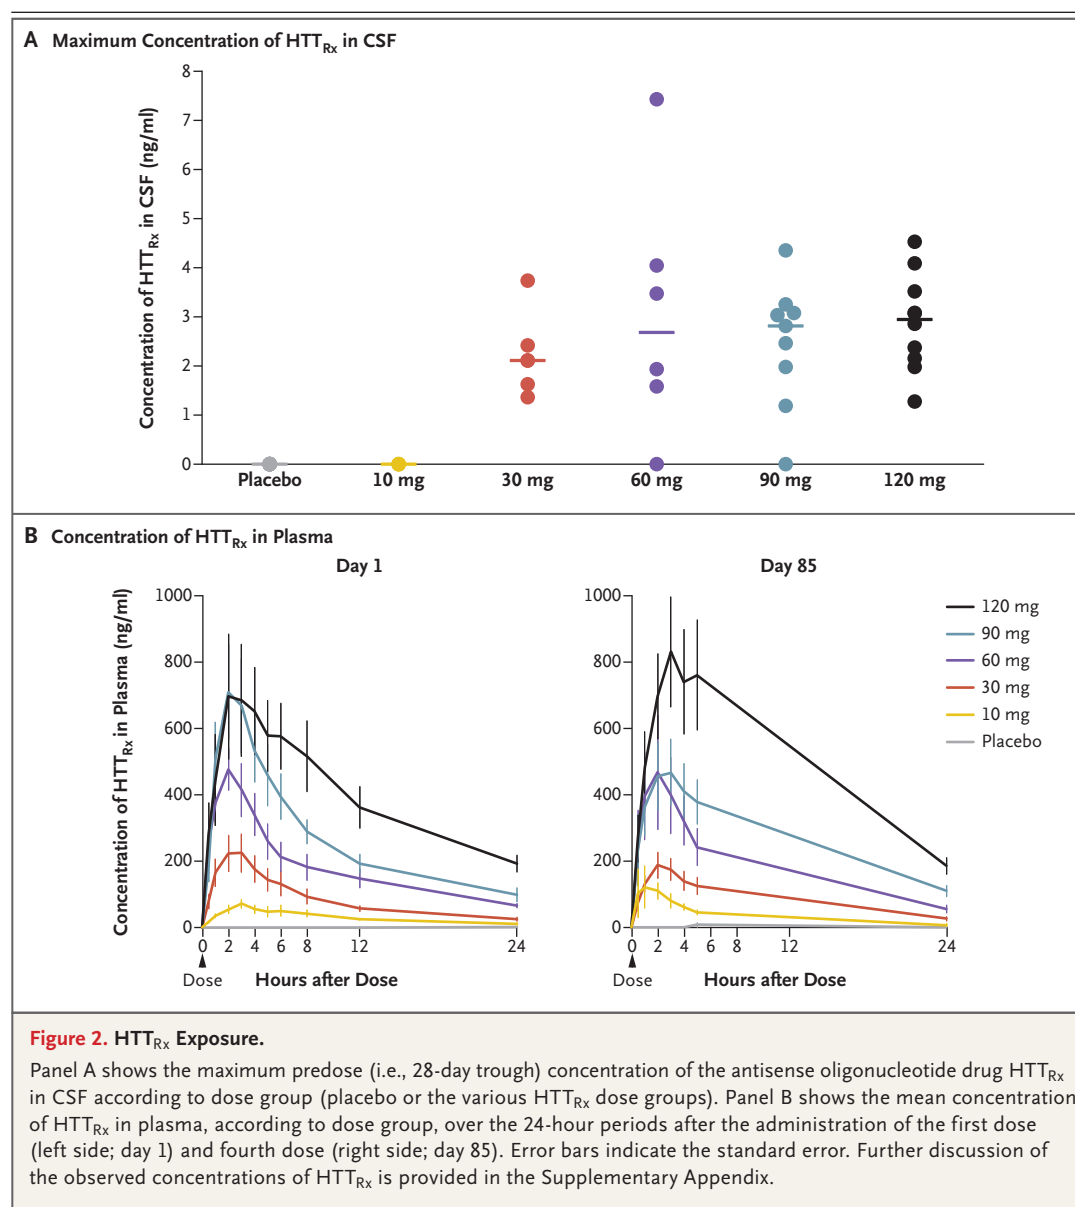 A Maximum Concentration of HTTRx in CSF
Concentration of HTTRx in CSF (ng/ml)
8
7
6
5
4
3
2
1
0
Placebo 10 mg 30 mg 60 mg 90 mg 120 mg
B Concentration of HTTRx in Plasma
Concentration of HTTRx in Plasma (ng/ml)
Day 1
1000
800
600
400
200
0
0 2 4 6 8 12 24
Dose
Hours after Dose
Day 85
1000
800
600
400
200
0
0 2 4 6 8 12 24
Dose
Hours after Dose
120 mg
90 mg
60 mg
30 mg
10 mg
Placebo
Figure 2. HTTRx Exposure.
Panel A shows the maximum predose (i.e., 28-day trough) concentration of the antisense oligonucleotide drug HTTRx
in CSF according to dose group (placebo or the various HTTRx dose groups). Panel B shows the mean concentration
of HTTRx in plasma, according to dose group, over the 24-hour periods after the administration of the first dose
(left side; day 1) and fourth dose (right side; day 85). Error bars indicate the standard error. Further discussion of
the observed concentrations of HTTRx is provided in the Supplementary Appendix.